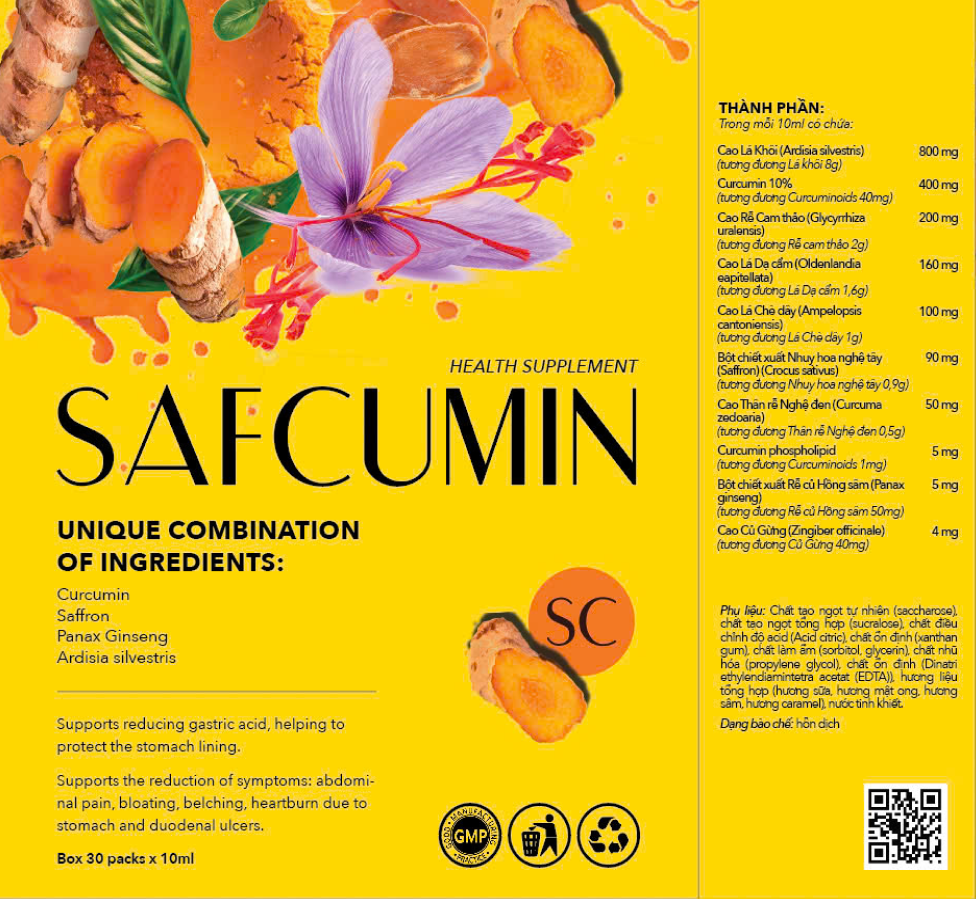 HEALTH SUPPLEMENT
SAFCUMIN
UNIQUE COMBINATION
OF INGREDIENTS:
Curcumin
Saffron
Panax Ginseng
Ardisia silvestris
SC
Supports reducing gastric acid, helping to
protect the stomach lining.
Supports the reduction of symptoms: abdomi-
nal pain, bloating, belching, heartburn due to
stomach and duodenal ulcers.
Box 30 packs x 10ml
GOOD • MANUFACTURING • PRACTICE •
GMP
THÀNH PHẦN:
Trong mỗi 10ml có chứa:
Cao Lá Khôi (Ardisia silvestris) 800 mg
(tương đương Lá khôi 8g)
Curcumin 10% 400 mg
(tương đương Curcuminoids 40mg)
Cao Rễ Cam thảo (Glycyrrhiza 200 mg
uralensis)
(tương đương Rễ cam thảo 2g)
Cao Lá Dạ cẩm (Oldenlandia 160 mg
eapitellata)
(tương đương Lá Dạ cẩm 1,6g)
Cao Lá Chè dây (Ampelopsis 100 mg
cantoniensis)
(tương đương Lá Chè dây 1g)
Bột chiết xuất Nhuỵ hoa nghệ tây 90 mg
(Saffron) (Crocus sativus)
(tương đương Nhuỵ hoa nghệ tây 0,9g)
Cao Thân rễ Nghệ đen (Curcuma 50 mg
zedoaria)
(tương đương Thân rễ Nghệ đen 0,5g)
Curcumin phospholipid 5 mg
(tương đương Curcuminoids 1mg)
Bột chiết xuất Rễ củ Hồng sâm (Panax 5 mg
ginseng)
(tương đương Rễ củ Hồng sâm 50mg)
Cao Củ Gừng (Zingiber officinale) 4 mg
(tương đương Củ Gừng 40mg)
Phụ liệu: Chất tạo ngọt tự nhiên (saccharose),
chất tạo ngọt tổng hợp (sucralose), chất điều
chỉnh độ acid (Acid citric), chất ổn định (xanthan
gum), chất làm ẩm (sorbitol, glycerin), chất nhũ
hóa (propylene glycol), chất ổn định (Dinatri
ethylendiamintetra acetat (EDTA)), hương liệu
tổng hợp (hương sữa, hương mật ong, hương
sâm, hương caramel), nước tinh khiết.
Dạng bào chế: hỗn dịch